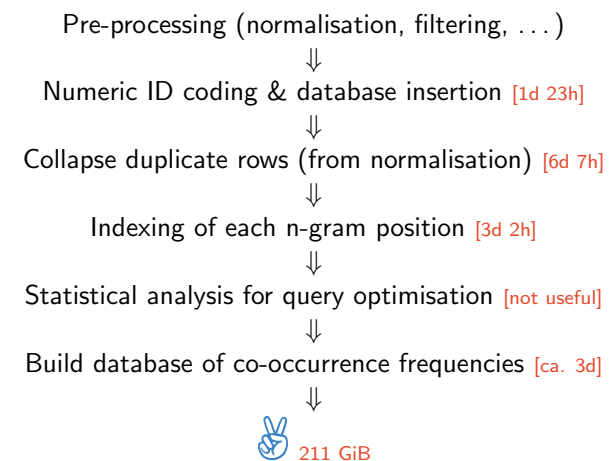 Pre-processing (normalisation, filtering, . . . )
⇓
Numeric ID coding & database insertion [1d 23h]
⇓
Collapse duplicate rows (from normalisation) [6d 7h]
⇓
Indexing of each n-gram position [3d 2h]
⇓
Statistical analysis for query optimisation [not useful]
⇓
Build database of co-occurrence frequencies [ca. 3d]
⇓
211 GiB